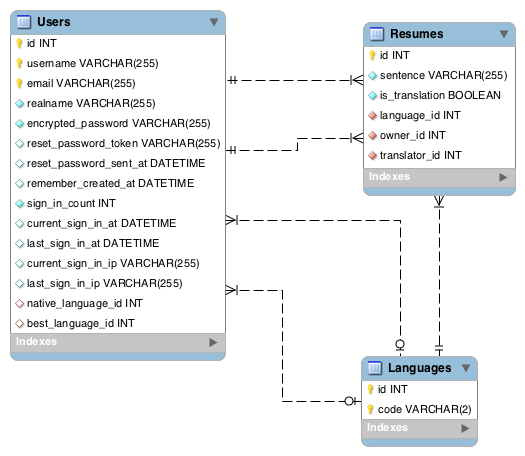 Users
id INT
username VARCHAR(255)
email VARCHAR(255)
realname VARCHAR(255)
encrypted_password VARCHAR(255)
reset_password_token VARCHAR(255)
reset_password_sent_at DATETIME
remember_created_at DATETIME
sign_in_count INT
current_sign_in_at DATETIME
last_sign_in_at DATETIME
current_sign_in_ip VARCHAR(255)
last_sign_in_ip VARCHAR(255)
native_language_id INT
best_language_id INT
Indexes
Resumes
id INT
sentence VARCHAR(255)
is_translation BOOLEAN
language_id INT
owner_id INT
translator_id INT
Indexes
Languages
id INT
code VARCHAR(2)
Indexes